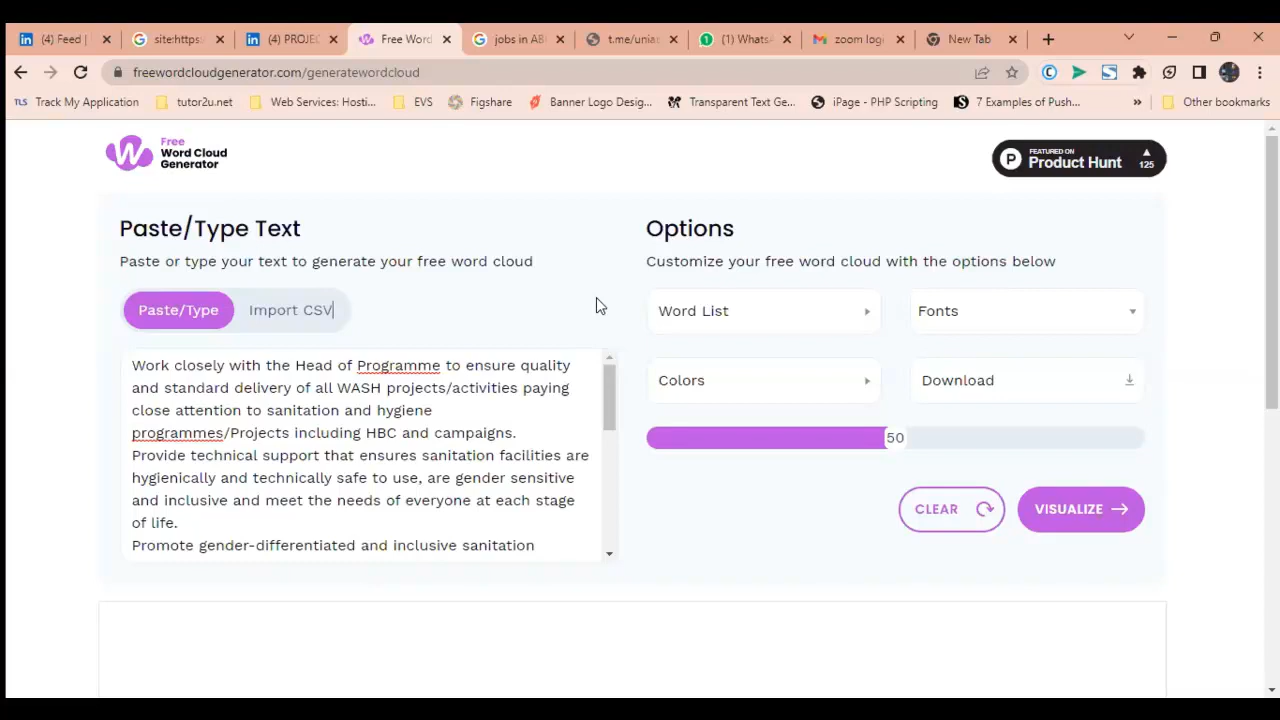 (4) Feed |
site:https:
(4) PROJEC
Free Word
jobs in AB
t.me/unias
(1) Whats
zoom log
New Tab
freewordcloudgenerator.com/generatewordcloud
TLS Track My Application
tutor2u.net
Web Services: Hosti...
EVS
Figshare
Banner Logo Desig...
Transparent Text Ge...
iPage - PHP Scripting
7 Examples of Push...
»
Other bookmarks
Free
Word Cloud
Generator
FEATURED ON
Product Hunt
125
Paste/Type Text
Paste or type your text to generate your free word cloud
Paste/Type
Import CSV
Work closely with the Head of Programme to ensure quality
and standard delivery of all WASH projects/activities paying
close attention to sanitation and hygiene
programmes/Projects including HBC and campaigns.
Provide technical support that ensures sanitation facilities are
hygienically and technically safe to use, are gender sensitive
and inclusive and meet the needs of everyone at each stage
of life.
Promote gender-differentiated and inclusive sanitation
Options
Customize your free word cloud with the options below
Word List
Fonts
Colors
Download
50
CLEAR
VISUALIZE